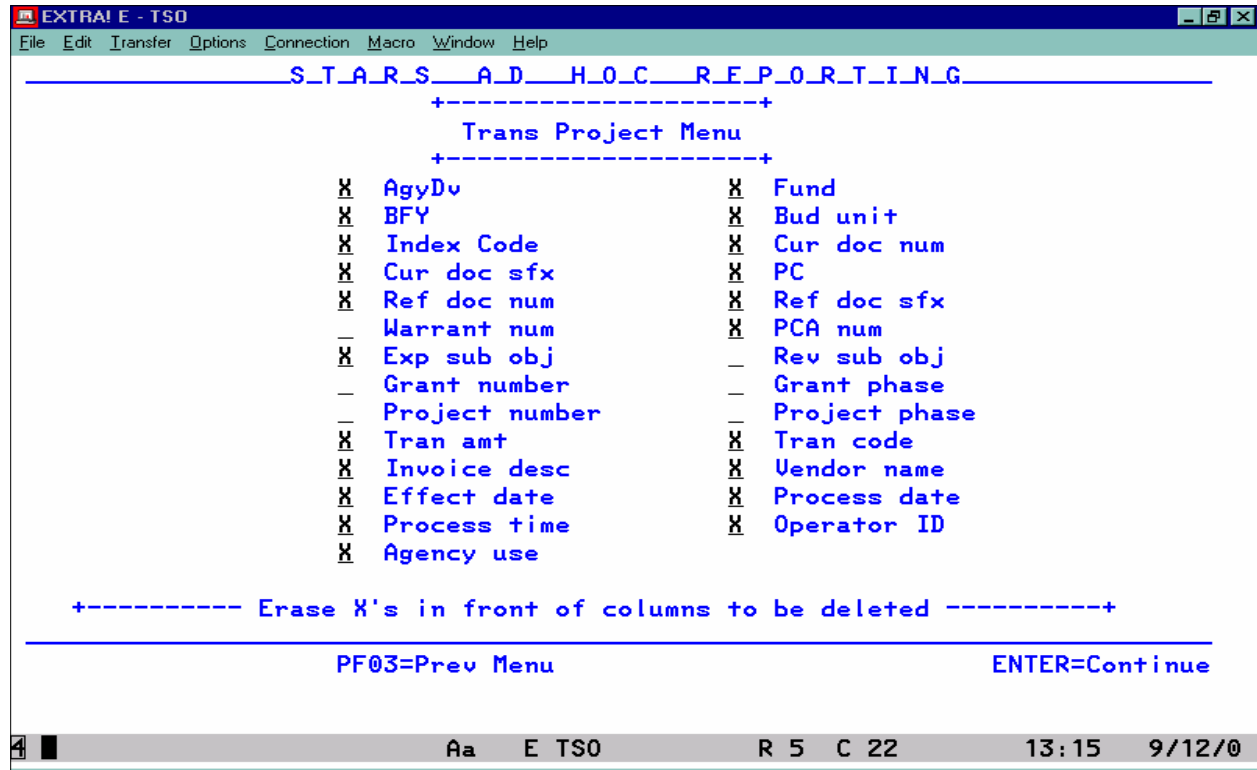 EXTRA! E - TSO
File Edit Transfer Options Connection Macro Window Help
S_T_A_R_S___A_D___H_O_C___R_E_P_O_R_T_I_N_G
+--------------------+
Trans Project Menu
+--------------------+
X AgyDv X Fund
X BFY X Bud unit
X Index Code X Cur doc num
X Cur doc sfx X PC
X Ref doc num X Ref doc sfx
_ Warrant num X PCA num
X Exp sub obj _ Rev sub obj
_ Grant number _ Grant phase
_ Project number _ Project phase
X Tran amt X Tran code
X Invoice desc X Vendor name
X Effect date X Process date
X Process time X Operator ID
X Agency use
+---------- Erase X's in front of columns to be deleted ----------+
PF03=Prev Menu ENTER=Continue
4 Aa E TSO R 5 C 22 13:15 9/12/0